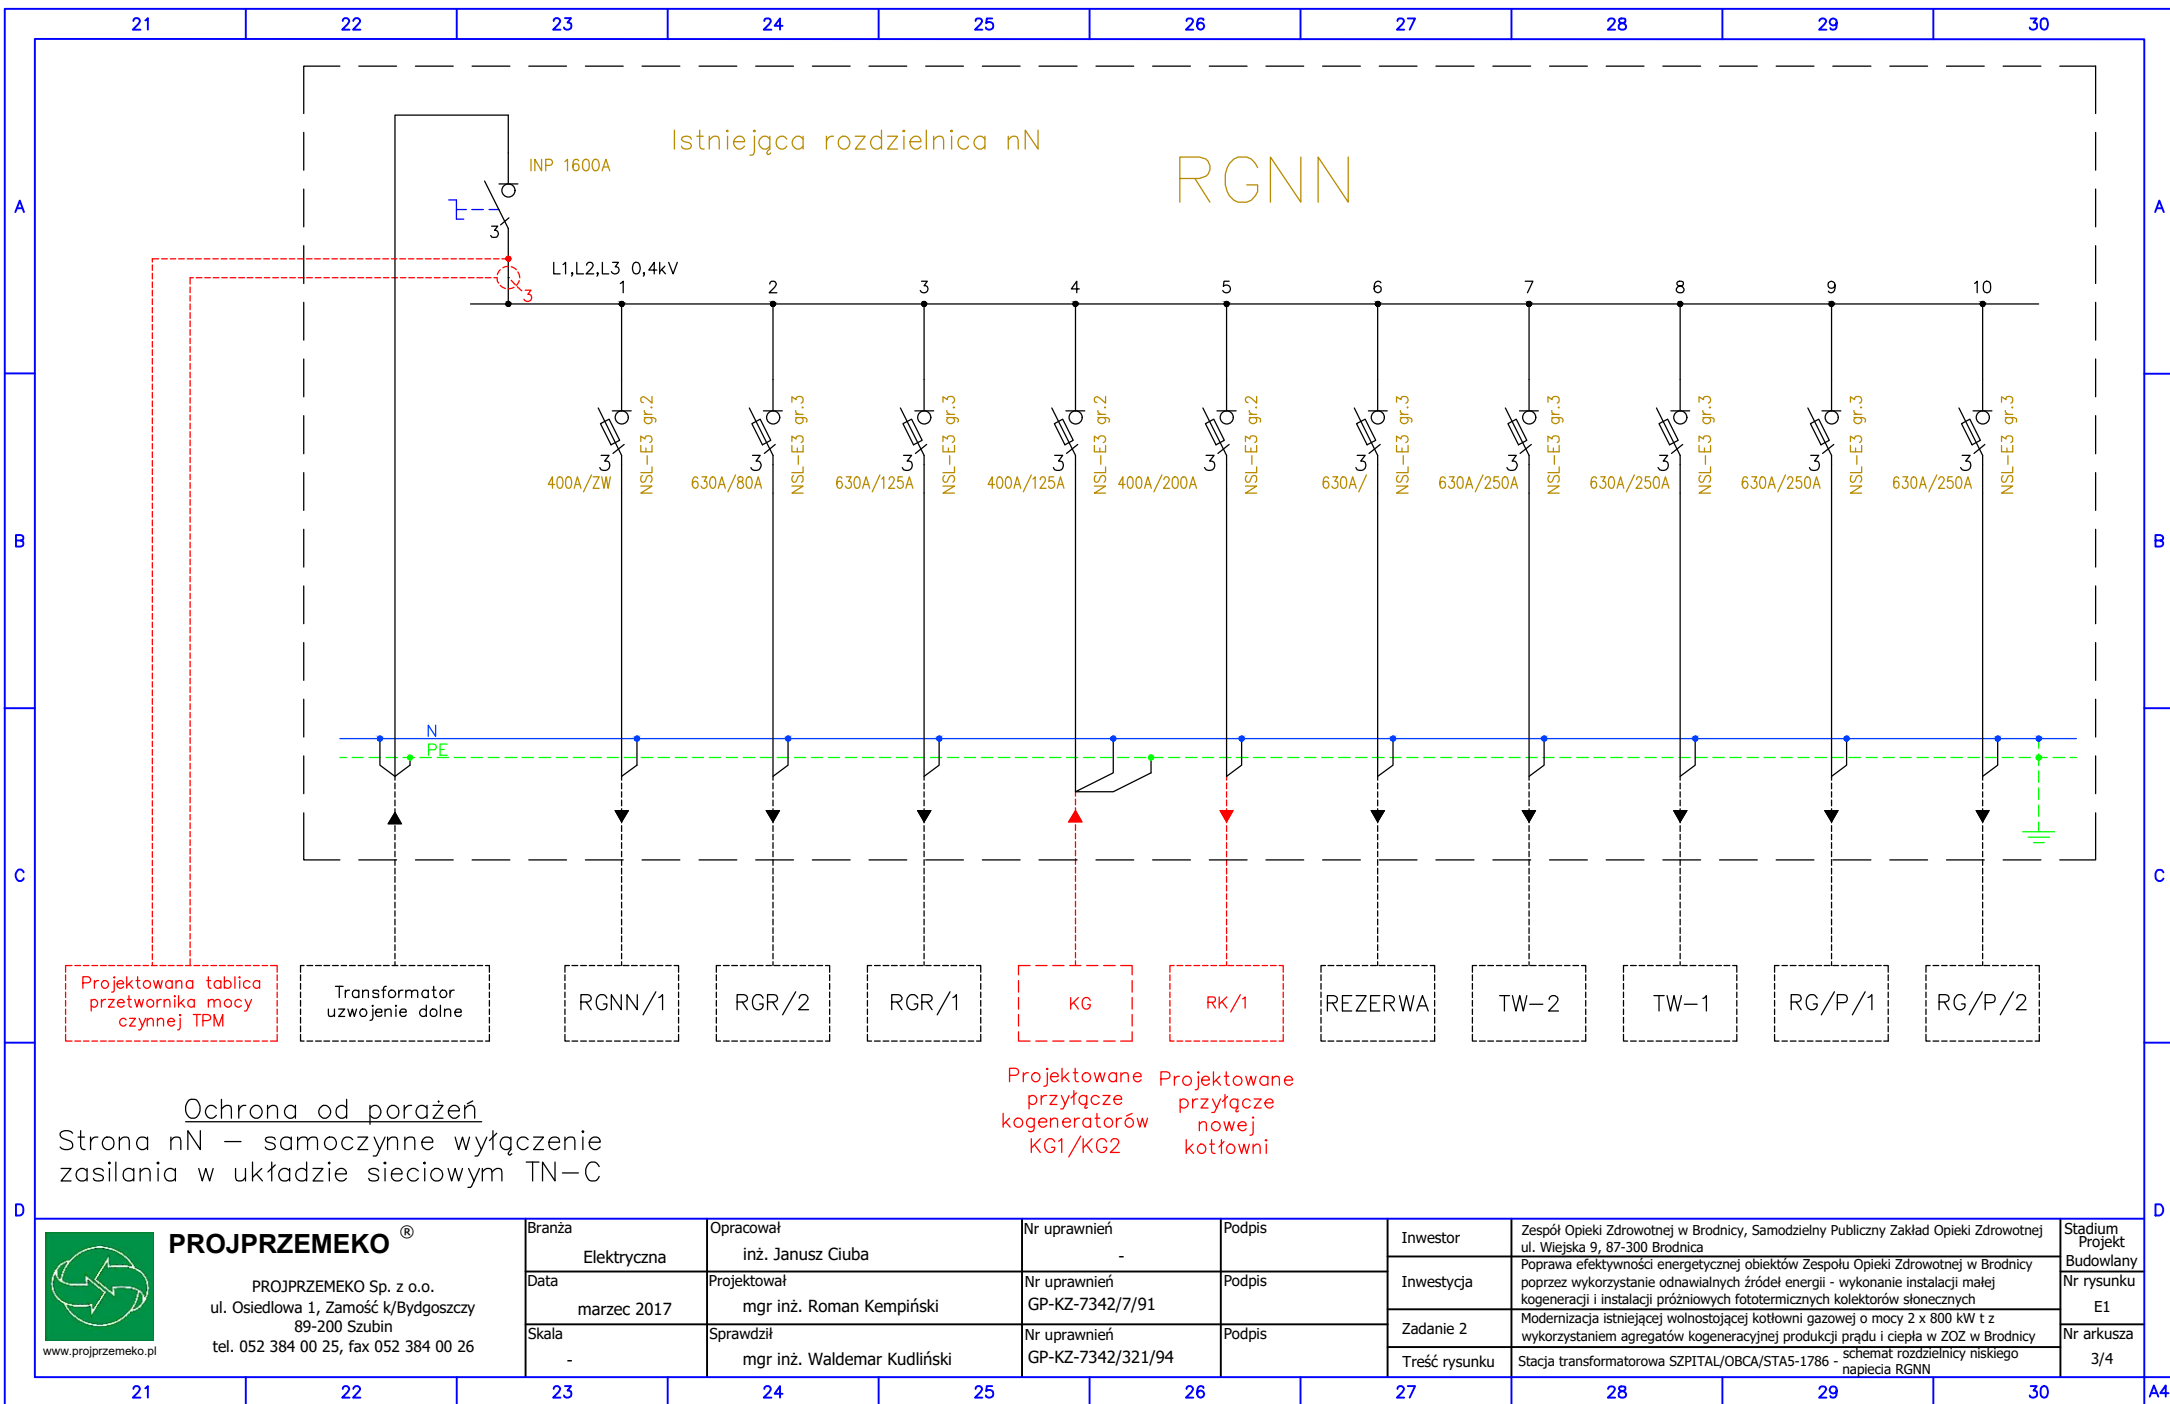 21 22 23 24 25 26 27 28 29 30
Istniejąca rozdzielnica nN
RGNN
INP 1600A
A
A
3
L1,L2,L3 0,4kV
3
1 2 3 4 5 6 7 8 9 10
NSL-E3 gr.2
NSL-E3 gr.3
NSL-E3 gr.3
NSL-E3 gr.2
NSL-E3 gr.2
NSL-E3 gr.3
NSL-E3 gr.3
NSL-E3 gr.3
NSL-E3 gr.3
NSL-E3 gr.3
3 3 3 3 3 3 3 3 3 3
400A/ZW 630A/80A 630A/125A 400A/125A 400A/200A 630A/ 630A/250A 630A/250A 630A/250A 630A/250A
B
B
N
PE
C
C
Projektowana tablica
przetwornika mocy
czynnej TPM
Transformator
uzwojenie dolne
RGNN/1
RGR/2
RGR/1
KG
RK/1
REZERWA
TW-2
TW-1
RG/P/1
RG/P/2
Projektowane
przyłącze
kogeneratorów
KG1/KG2
Projektowane
przyłącze
nowej
kotłowni
Ochrona od porażeń
Strona nN – samoczynne wyłączenie
zasilania w układzie sieciowym TN-C
D
D
PROJPRZEMEKO ®
PROJPRZEMEKO Sp. z o.o.
ul. Osiedlowa 1, Zamość k/Bydgoszczy
89-200 Szubin
tel. 052 384 00 25, fax 052 384 00 26
www.projprzemeko.pl
Branża
Elektryczna
Data
marzec 2017
Skala
-
Opracował
inż. Janusz Ciuba
Projektował
mgr inż. Roman Kempiński
Sprawdził
mgr inż. Waldemar Kudliński
Nr uprawnień
-
Nr uprawnień
GP-KZ-7342/7/91
Nr uprawnień
GP-KZ-7342/321/94
Podpis
Podpis
Podpis
Inwestor
Zespół Opieki Zdrowotnej w Brodnicy, Samodzielny Publiczny Zakład Opieki Zdrowotnej
ul. Wiejska 9, 87-300 Brodnica
Inwestycja
Poprawa efektywności energetycznej obiektów Zespołu Opieki Zdrowotnej w Brodnicy
poprzez wykorzystanie odnawialnych źródeł energii - wykonanie instalacji małej
kogeneracji i instalacji próżniowych fototermicznych kolektorów słonecznych
Zadanie 2
Modernizacja istniejącej wolnostojącej kotłowni gazowej o mocy 2 x 800 kW t z
wykorzystaniem agregatów kogeneracyjnej produkcji prądu i ciepła w ZOZ w Brodnicy
Treść rysunku
Stacja transformatorowa SZPITAL/OBCA/STA5-1786 - schemat rozdzielnicy niskiego
napiecia RGNN
Stadium
Projekt
Budowlany
Nr rysunku
E1
Nr arkusza
3/4
21 22 23 24 25 26 27 28 29 30 A4